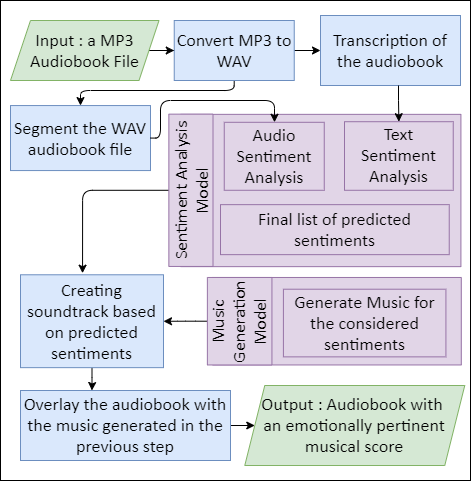 Input : a MP3
Audiobook File
Convert MP3 to
WAV
Transcription of
the audiobook
Segment the WAV
audiobook file
Sentiment Analysis
Model
Audio
Sentiment
Analysis
Text
Sentiment
Analysis
Final list of predicted
sentiments
Creating
soundtrack based
on predicted
sentiments
Music
Generation
Model
Generate Music for
the considered
sentiments
Overlay the audiobook with
the music generated in the
previous step
Output : Audiobook with
an emotionally pertinent
musical score